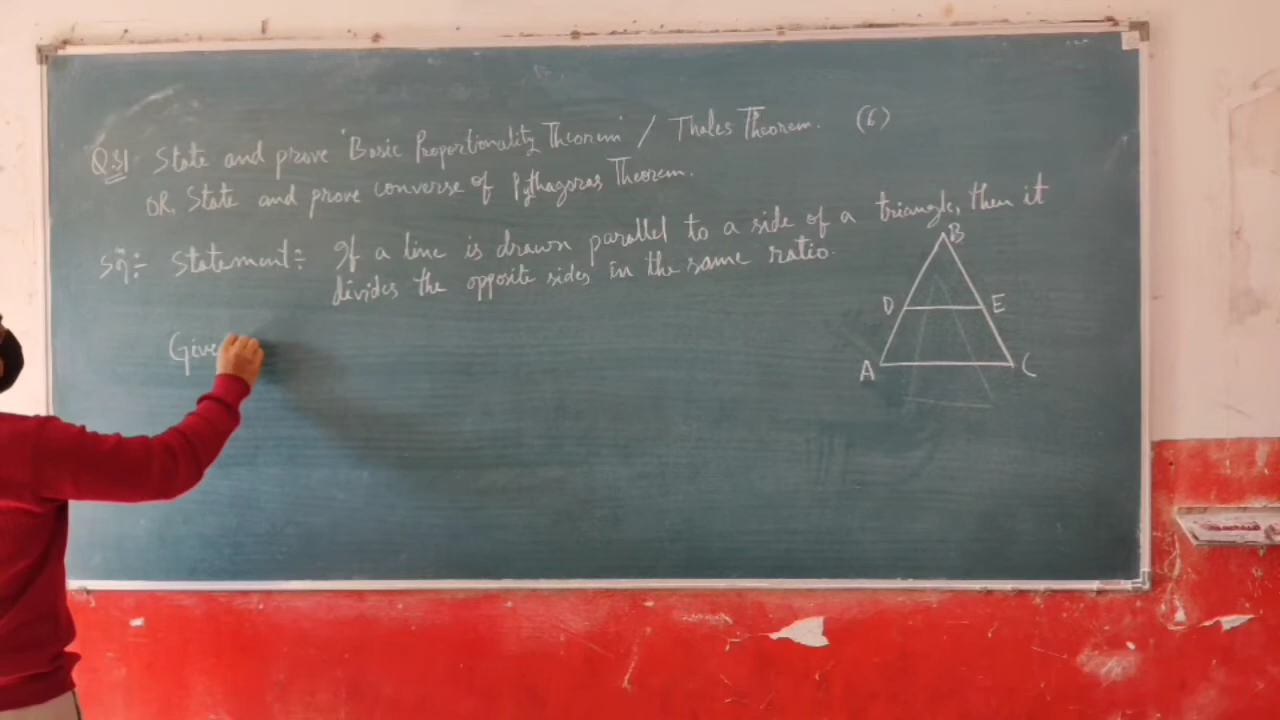 Q.31 State and prove "Basic Proportionality Theorem" / Thales Theorem. (6)
OR, State and prove converse of Pythagoras Theorem.
Statement:- If a line is drawn parallel to a side of a triangle, then it
divides the opposite sides in the same ratio.
B
D E
A C
Give